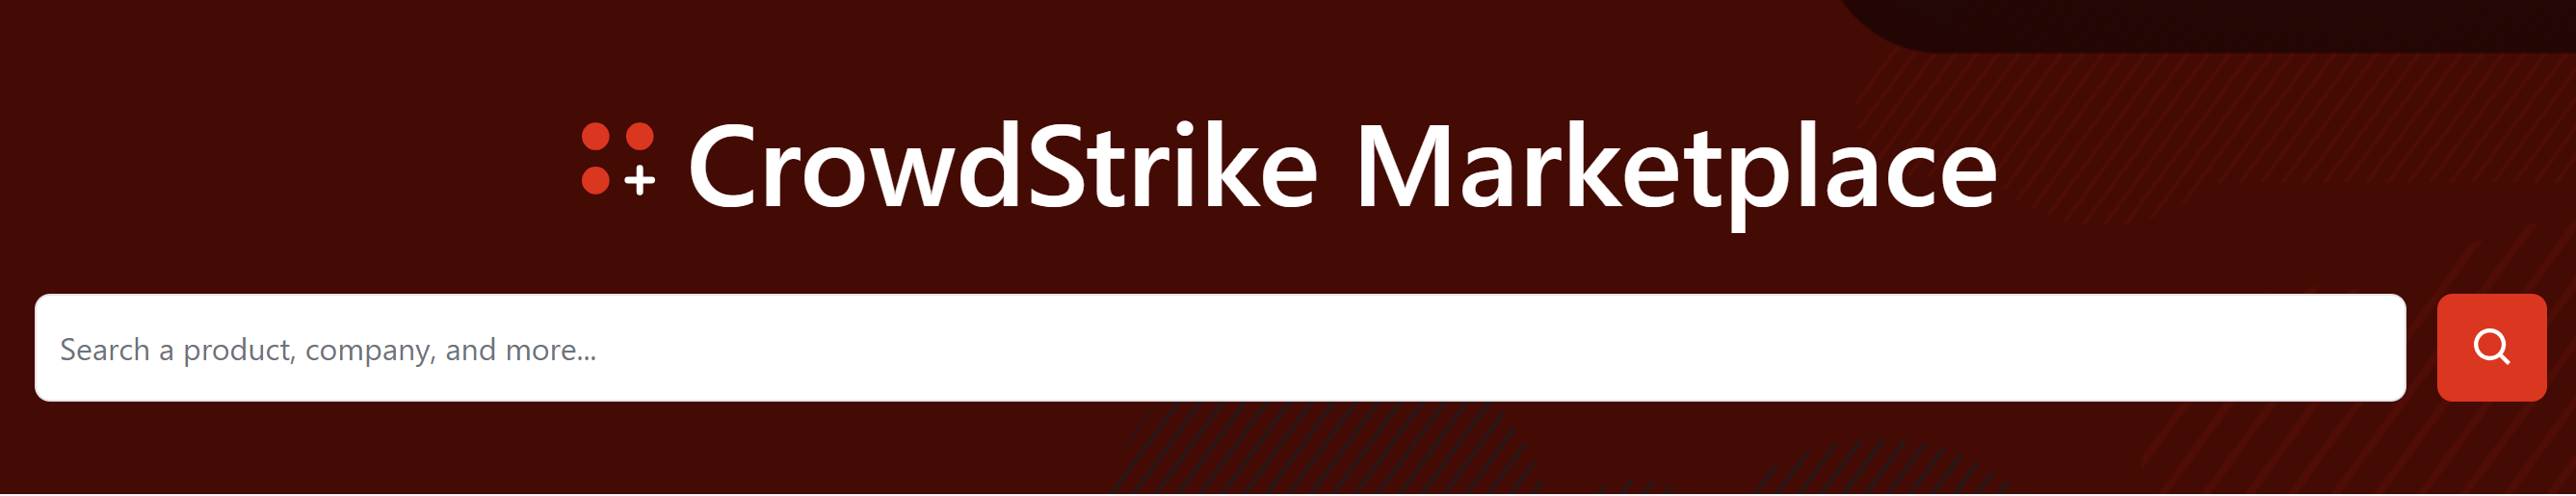 CrowdStrike Marketplace
Search a product, company, and more...